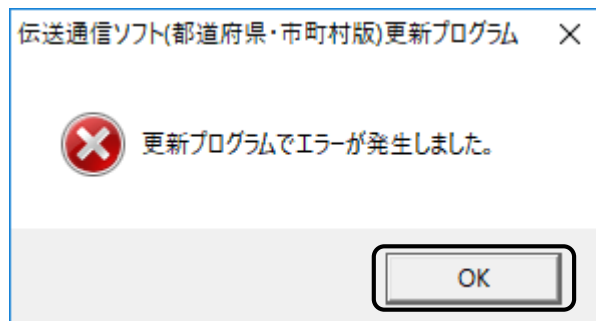 伝送通信ソフト(都道府県・市町村版)更新プログラム
更新プログラムでエラーが発生しました。
OK